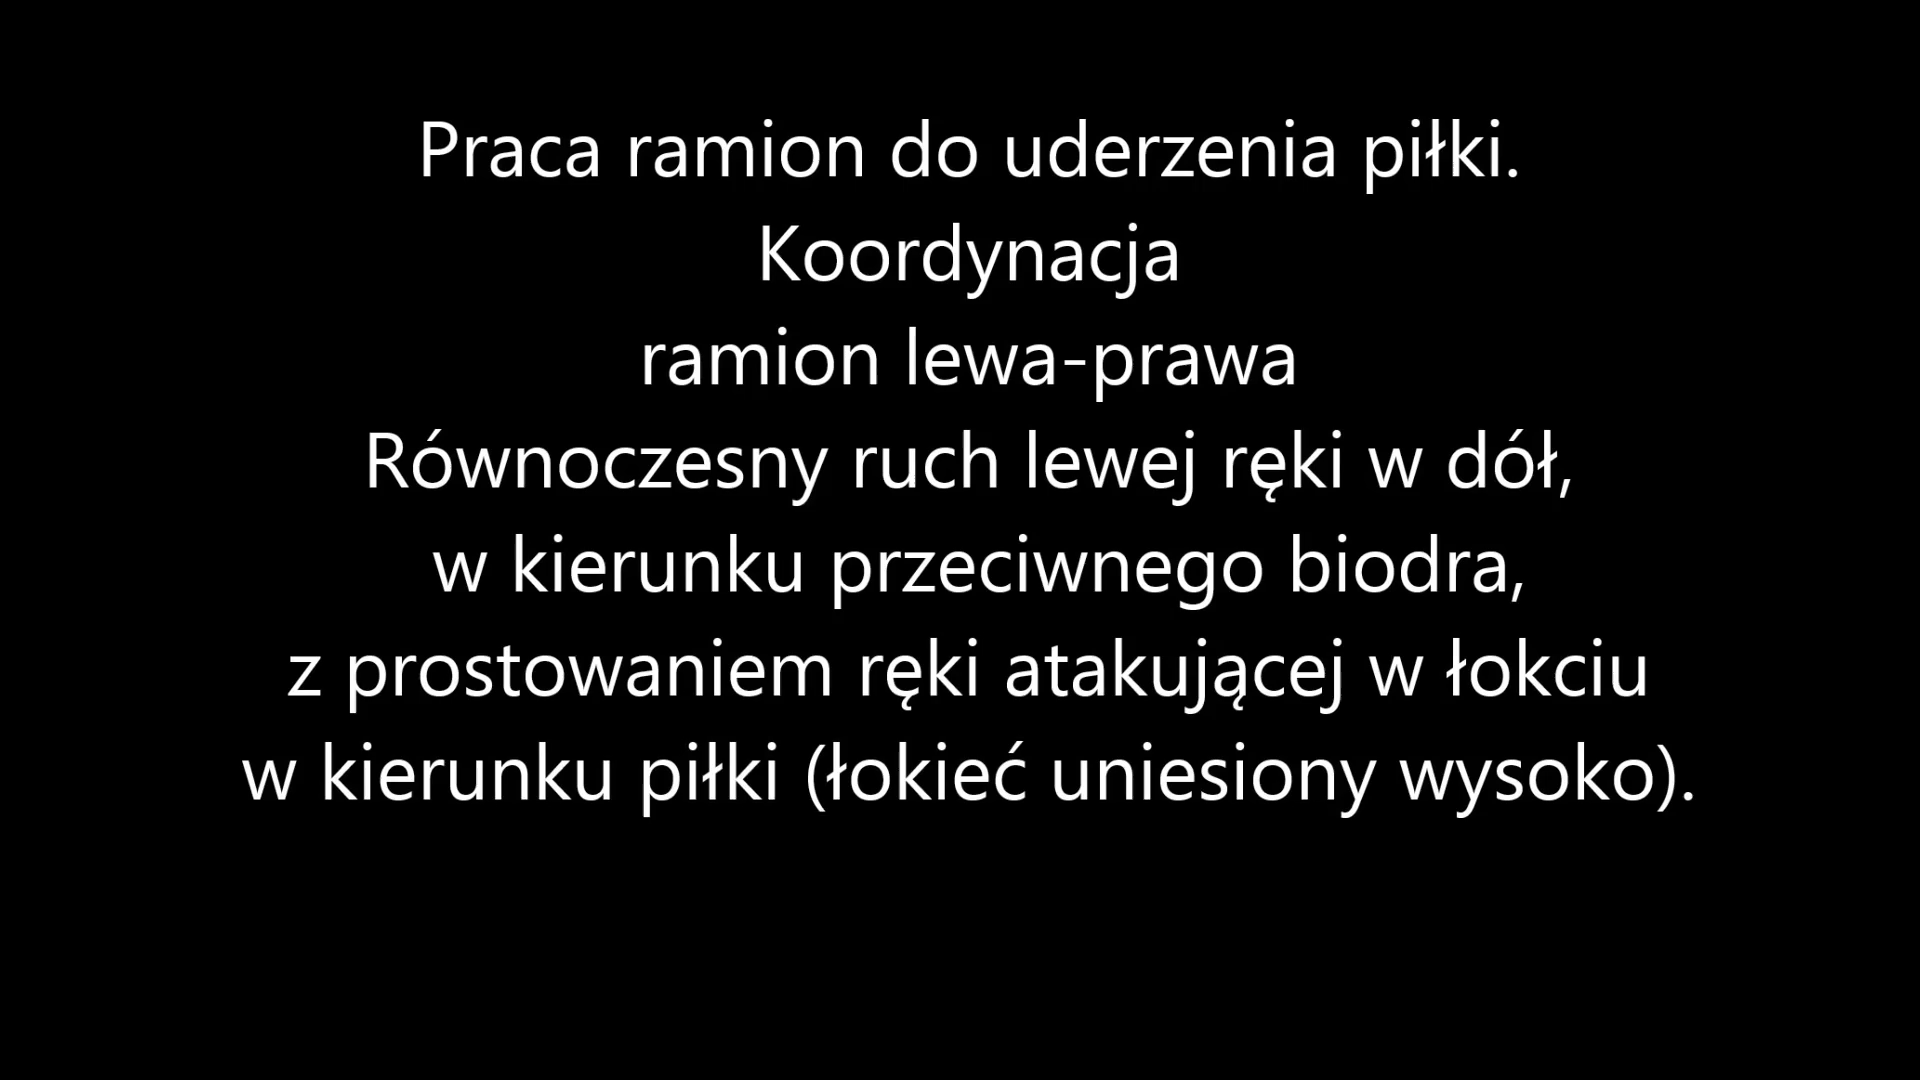 Praca ramion do uderzenia piłki.
Koordynacja
ramion lewa-prawa
Równoczesny ruch lewej ręki w dół,
w kierunku przeciwnego biodra,
z prostowaniem ręki atakującej w łokciu
w kierunku piłki (łokieć uniesiony wysoko).